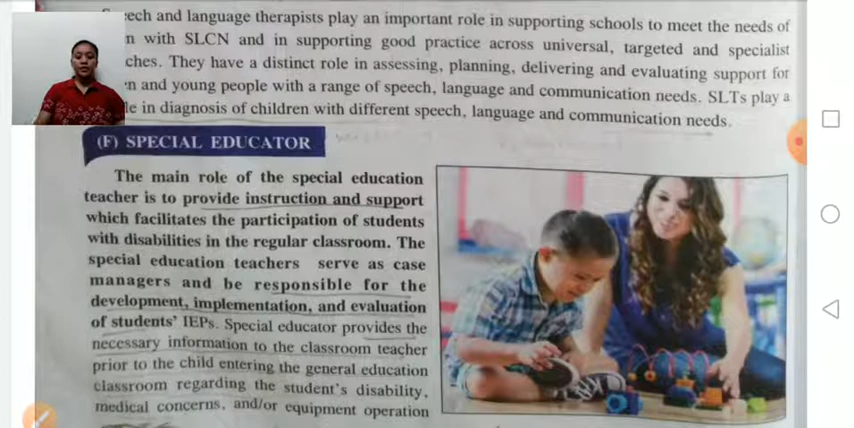 eech and language therapists play an important role in supporting schools to meet the needs of
n with SLCN and in supporting good practice across universal, targeted and specialist
ches. They have a distinct role in assessing, planning, delivering and evaluating support for
n and young people with a range of speech, language and communication needs. SLTs play a
le in diagnosis of children with different speech, language and communication needs.
(F) SPECIAL EDUCATOR
The main role of the special education
teacher is to provide instruction and support
which facilitates the participation of students
with disabilities in the regular classroom. The
special education teachers serve as case
managers and be responsible for the
development, implementation, and evaluation
of students' IEPs. Special educator provides the
necessary information to the classroom teacher
prior to the child entering the general education
classroom regarding the student's disability,
medical concerns, and/or equipment operation